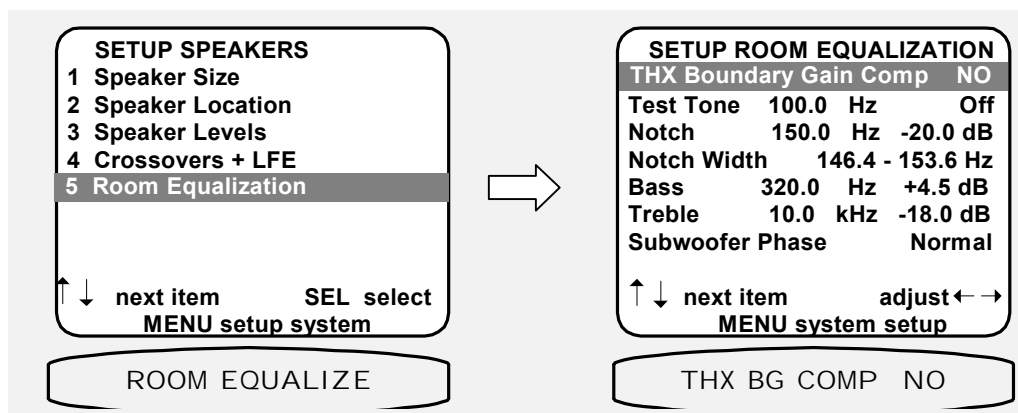 SETUP SPEAKERS
1 Speaker Size
2 Speaker Location
3 Speaker Levels
4 Crossovers + LFE
5 Room Equalization
↑↓ next item SEL select
MENU setup system
ROOM EQUALIZE
SETUP ROOM EQUALIZATION
THX Boundary Gain Comp NO
Test Tone 100.0 Hz Off
Notch 150.0 Hz -20.0 dB
Notch Width 146.4 - 153.6 Hz
Bass 320.0 Hz +4.5 dB
Treble 10.0 kHz -18.0 dB
Subwoofer Phase Normal
↑↓ next item adjust←→
MENU system setup
THX BG COMP NO